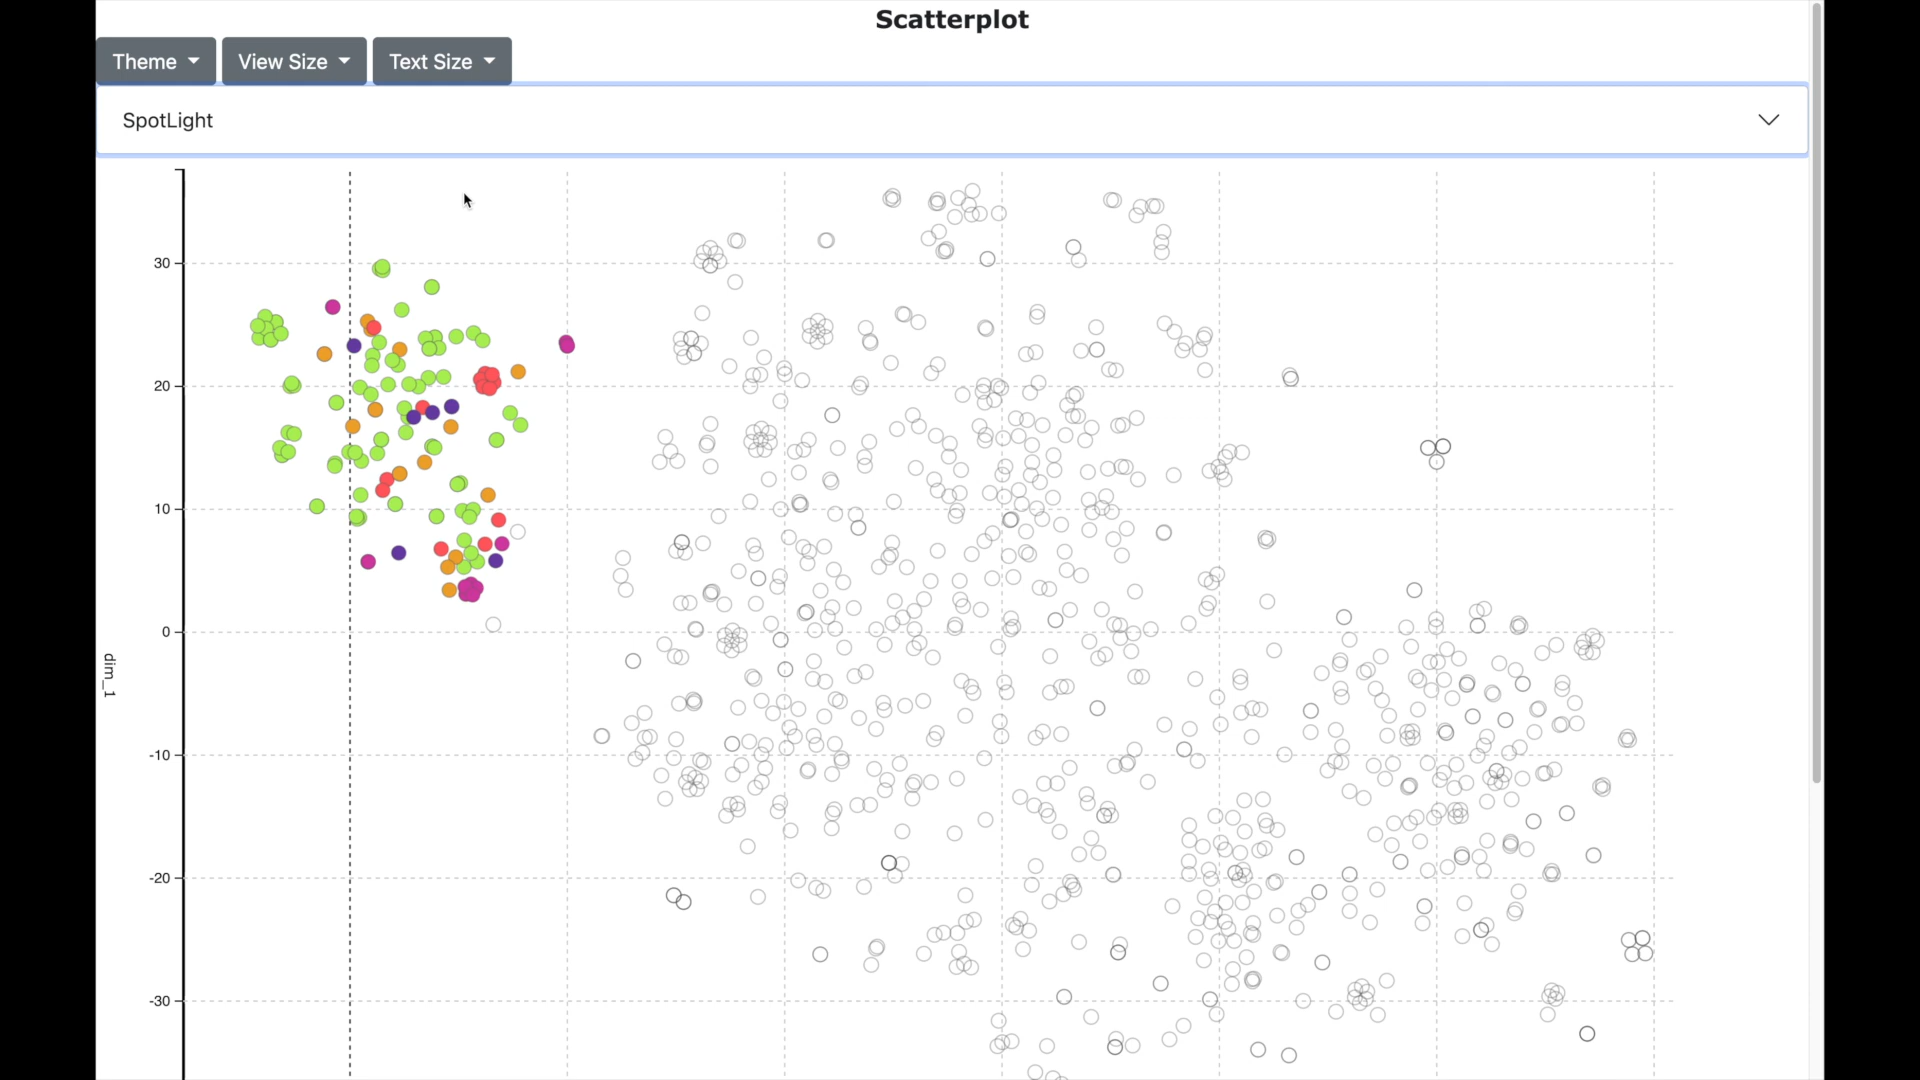 Scatterplot
Theme
View Size
Text Size
SpotLight
30
20
10
0
-10
-20
-30
dim_1